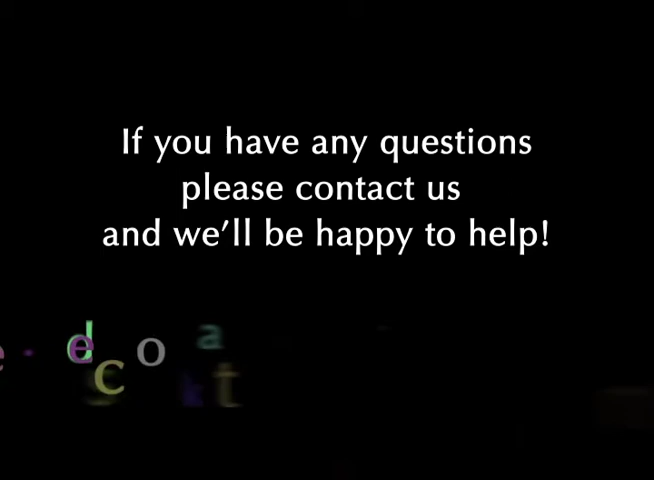 If you have any questions
please contact us
and we'll be happy to help!